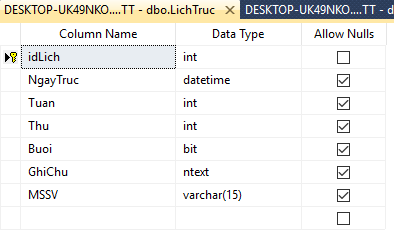 DESKTOP-UK49NKO....TT - dbo.LichTruc DESKTOP-UK49NKO....TT - d
Column Name Data Type Allow Nulls
idLich int
NgayTruc datetime
Tuan int
Thu int
Buoi bit
GhiChu ntext
MSSV varchar(15)